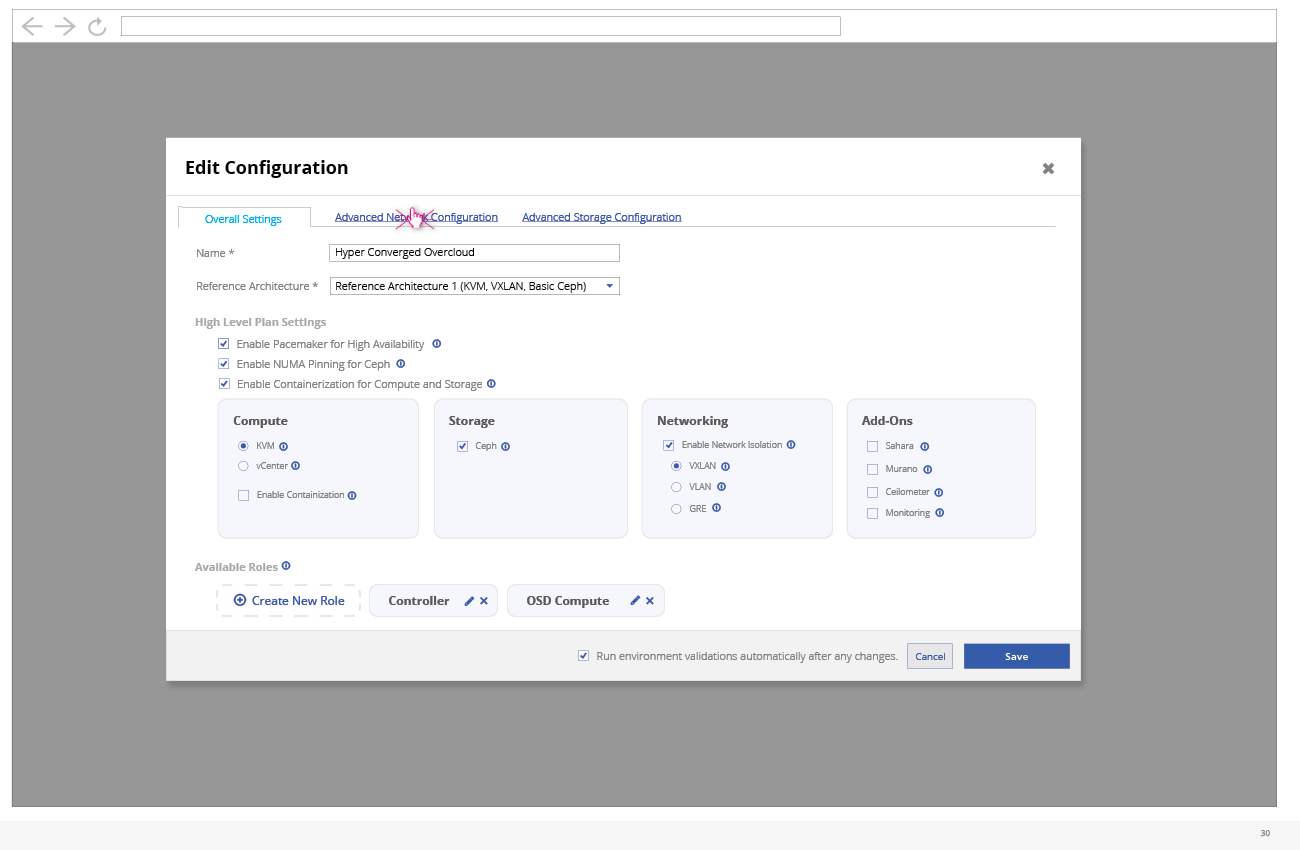 Edit Configuration
Overall Settings
Advanced Network Configuration
Advanced Storage Configuration
Name *
Hyper Converged Overcloud
Reference Architecture *
Reference Architecture 1 (KVM, VXLAN, Basic Ceph)
High Level Plan Settings
Enable Pacemaker for High Availability
Enable NUMA Pinning for Ceph
Enable Containerization for Compute and Storage
Compute
KVM
vCenter
Enable Containization
Storage
Ceph
Networking
Enable Network Isolation
VXLAN
VLAN
GRE
Add-Ons
Sahara
Murano
Ceilometer
Monitoring
Available Roles
Create New Role
Controller
OSD Compute
Run environment validations automatically after any changes.
Cancel
Save
30